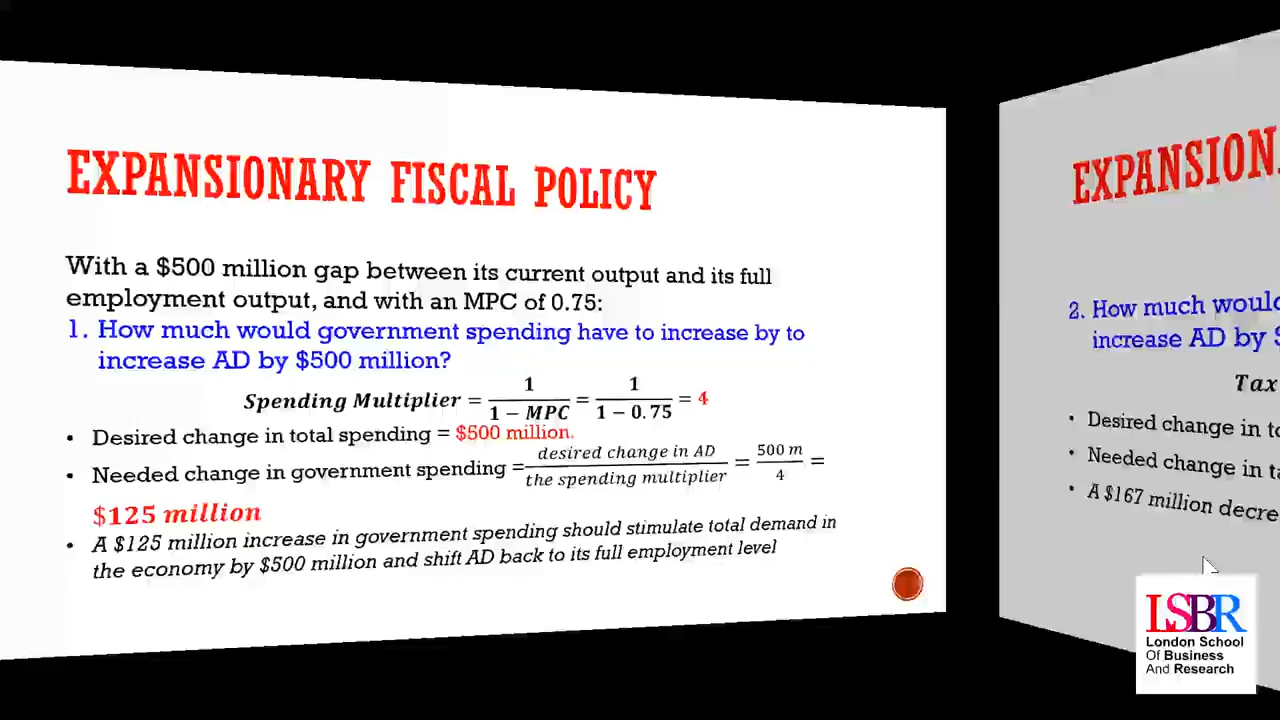 EXPANSIONARY FISCAL POLICY
With a $500 million gap between its current output and its full
employment output, and with an MPC of 0.75:
1. How much would government spending have to increase by to
increase AD by $500 million?
Spending Multiplier = 1 / (1 − MPC) = 1 / (1 − 0.75) = 4
• Desired change in total spending = $500 million.
• Needed change in government spending = desired change in AD / the spending multiplier = 500 m / 4 =
$125 million
• A $125 million increase in government spending should stimulate total demand in
the economy by $500 million and shift AD back to its full employment level
EXPANSION
2. How much would
increase AD by
Tax
• Desired change in
• Needed change in
• A $167 million
LSBR
London School
Of Business
And Research